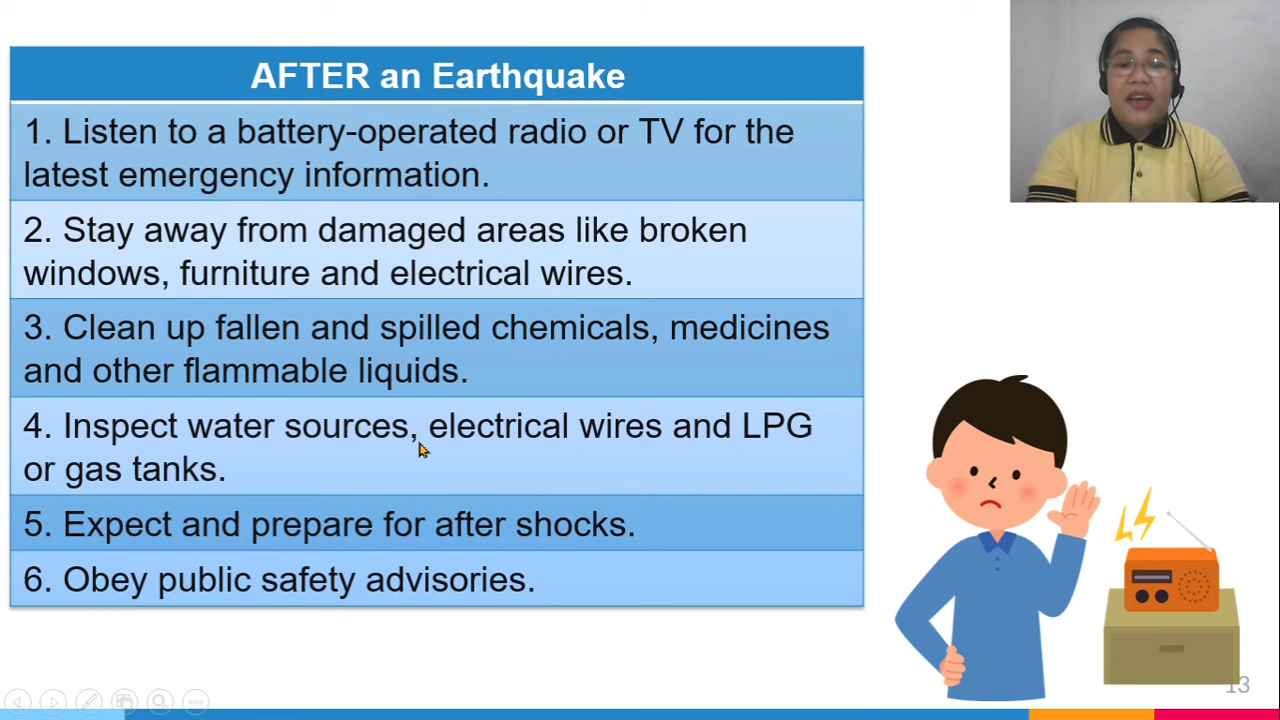 AFTER an Earthquake
1. Listen to a battery-operated radio or TV for the
latest emergency information.
2. Stay away from damaged areas like broken
windows, furniture and electrical wires.
3. Clean up fallen and spilled chemicals, medicines
and other flammable liquids.
4. Inspect water sources, electrical wires and LPG
or gas tanks.
5. Expect and prepare for after shocks.
6. Obey public safety advisories.
13